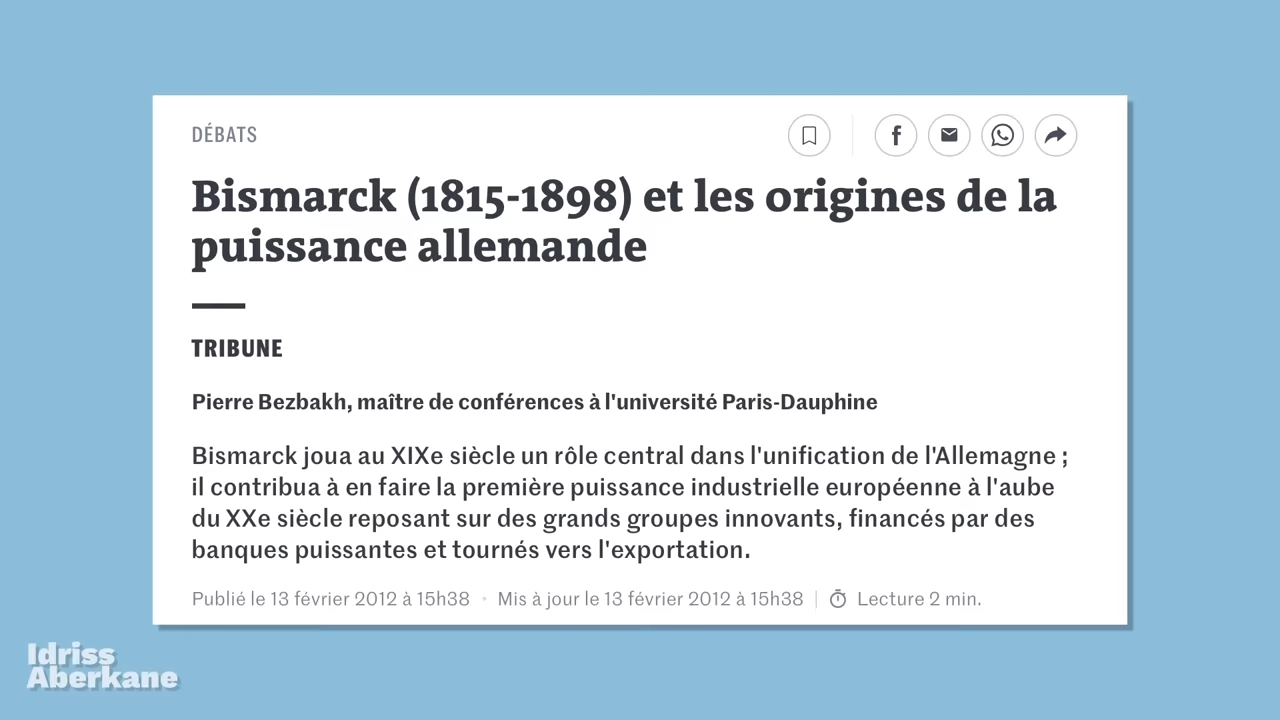 DÉBATS
Bismarck (1815-1898) et les origines de la
puissance allemande
TRIBUNE
Pierre Bezbakh, maître de conférences à l'université Paris-Dauphine
Bismarck joua au XIXe siècle un rôle central dans l'unification de l'Allemagne ;
il contribua à en faire la première puissance industrielle européenne à l'aube
du XXe siècle reposant sur des grands groupes innovants, financés par des
banques puissantes et tournés vers l'exportation.
Publié le 13 février 2012 à 15h38 • Mis à jour le 13 février 2012 à 15h38 | Lecture 2 min.
Idriss
Aberkane